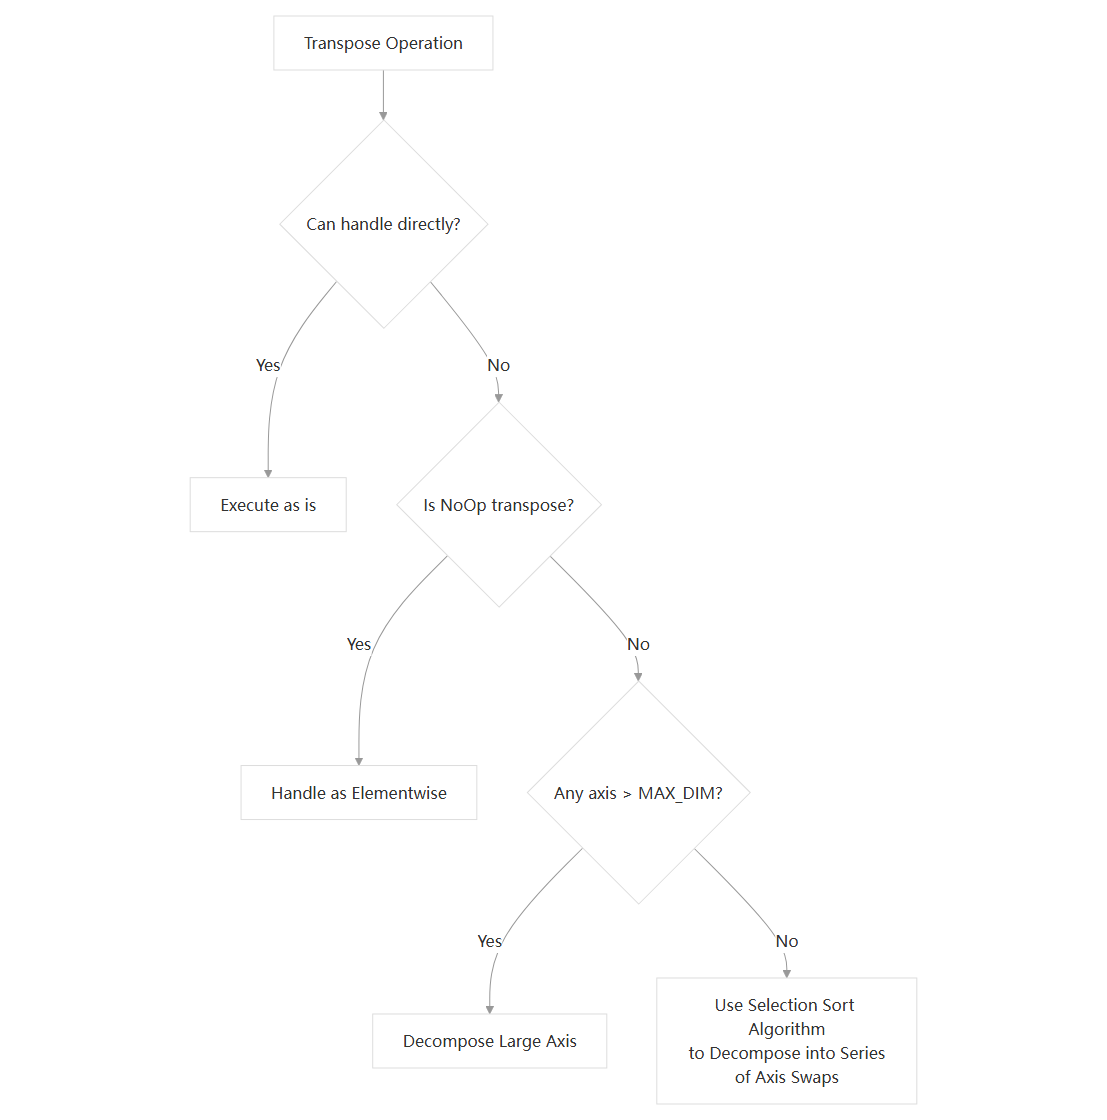 Transpose Operation
Can handle directly?
Yes
No
Execute as is
Is NoOp transpose?
Yes
No
Handle as Elementwise
Any axis > MAX_DIM?
Yes
No
Decompose Large Axis
Use Selection Sort
Algorithm
to Decompose into Series
of Axis Swaps